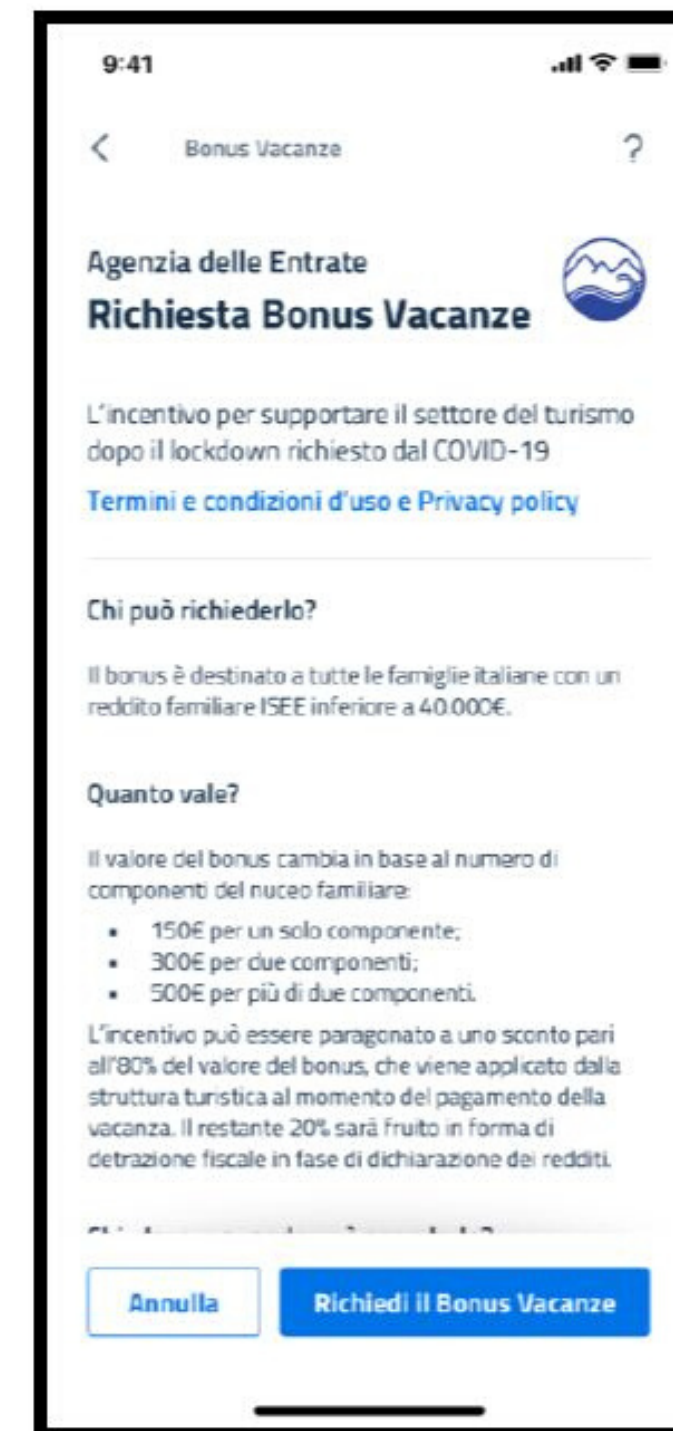 9:41
Bonus Vacanze ?
Agenzia delle Entrate
Richiesta Bonus Vacanze
L'incentivo per supportare il settore del turismo
dopo il lockdown richiesto dal COVID-19
Termini e condizioni d'uso e Privacy policy
Chi può richiederlo?
Il bonus è destinato a tutte le famiglie italiane con un
reddito familiare ISEE inferiore a 40.000€.
Quanto vale?
Il valore del bonus cambia in base al numero di
componenti del nuceo familiare:
• 150€ per un solo componente;
• 300€ per due componenti;
• 500€ per più di due componenti.
L'incentivo può essere paragonato a uno sconto pari
all'80% del valore del bonus, che viene applicato dalla
struttura turistica al momento del pagamento della
vacanza. Il restante 20% sarà fruito in forma di
detrazione fiscale in fase di dichiarazione dei redditi.
Annulla Richiedi il Bonus Vacanze